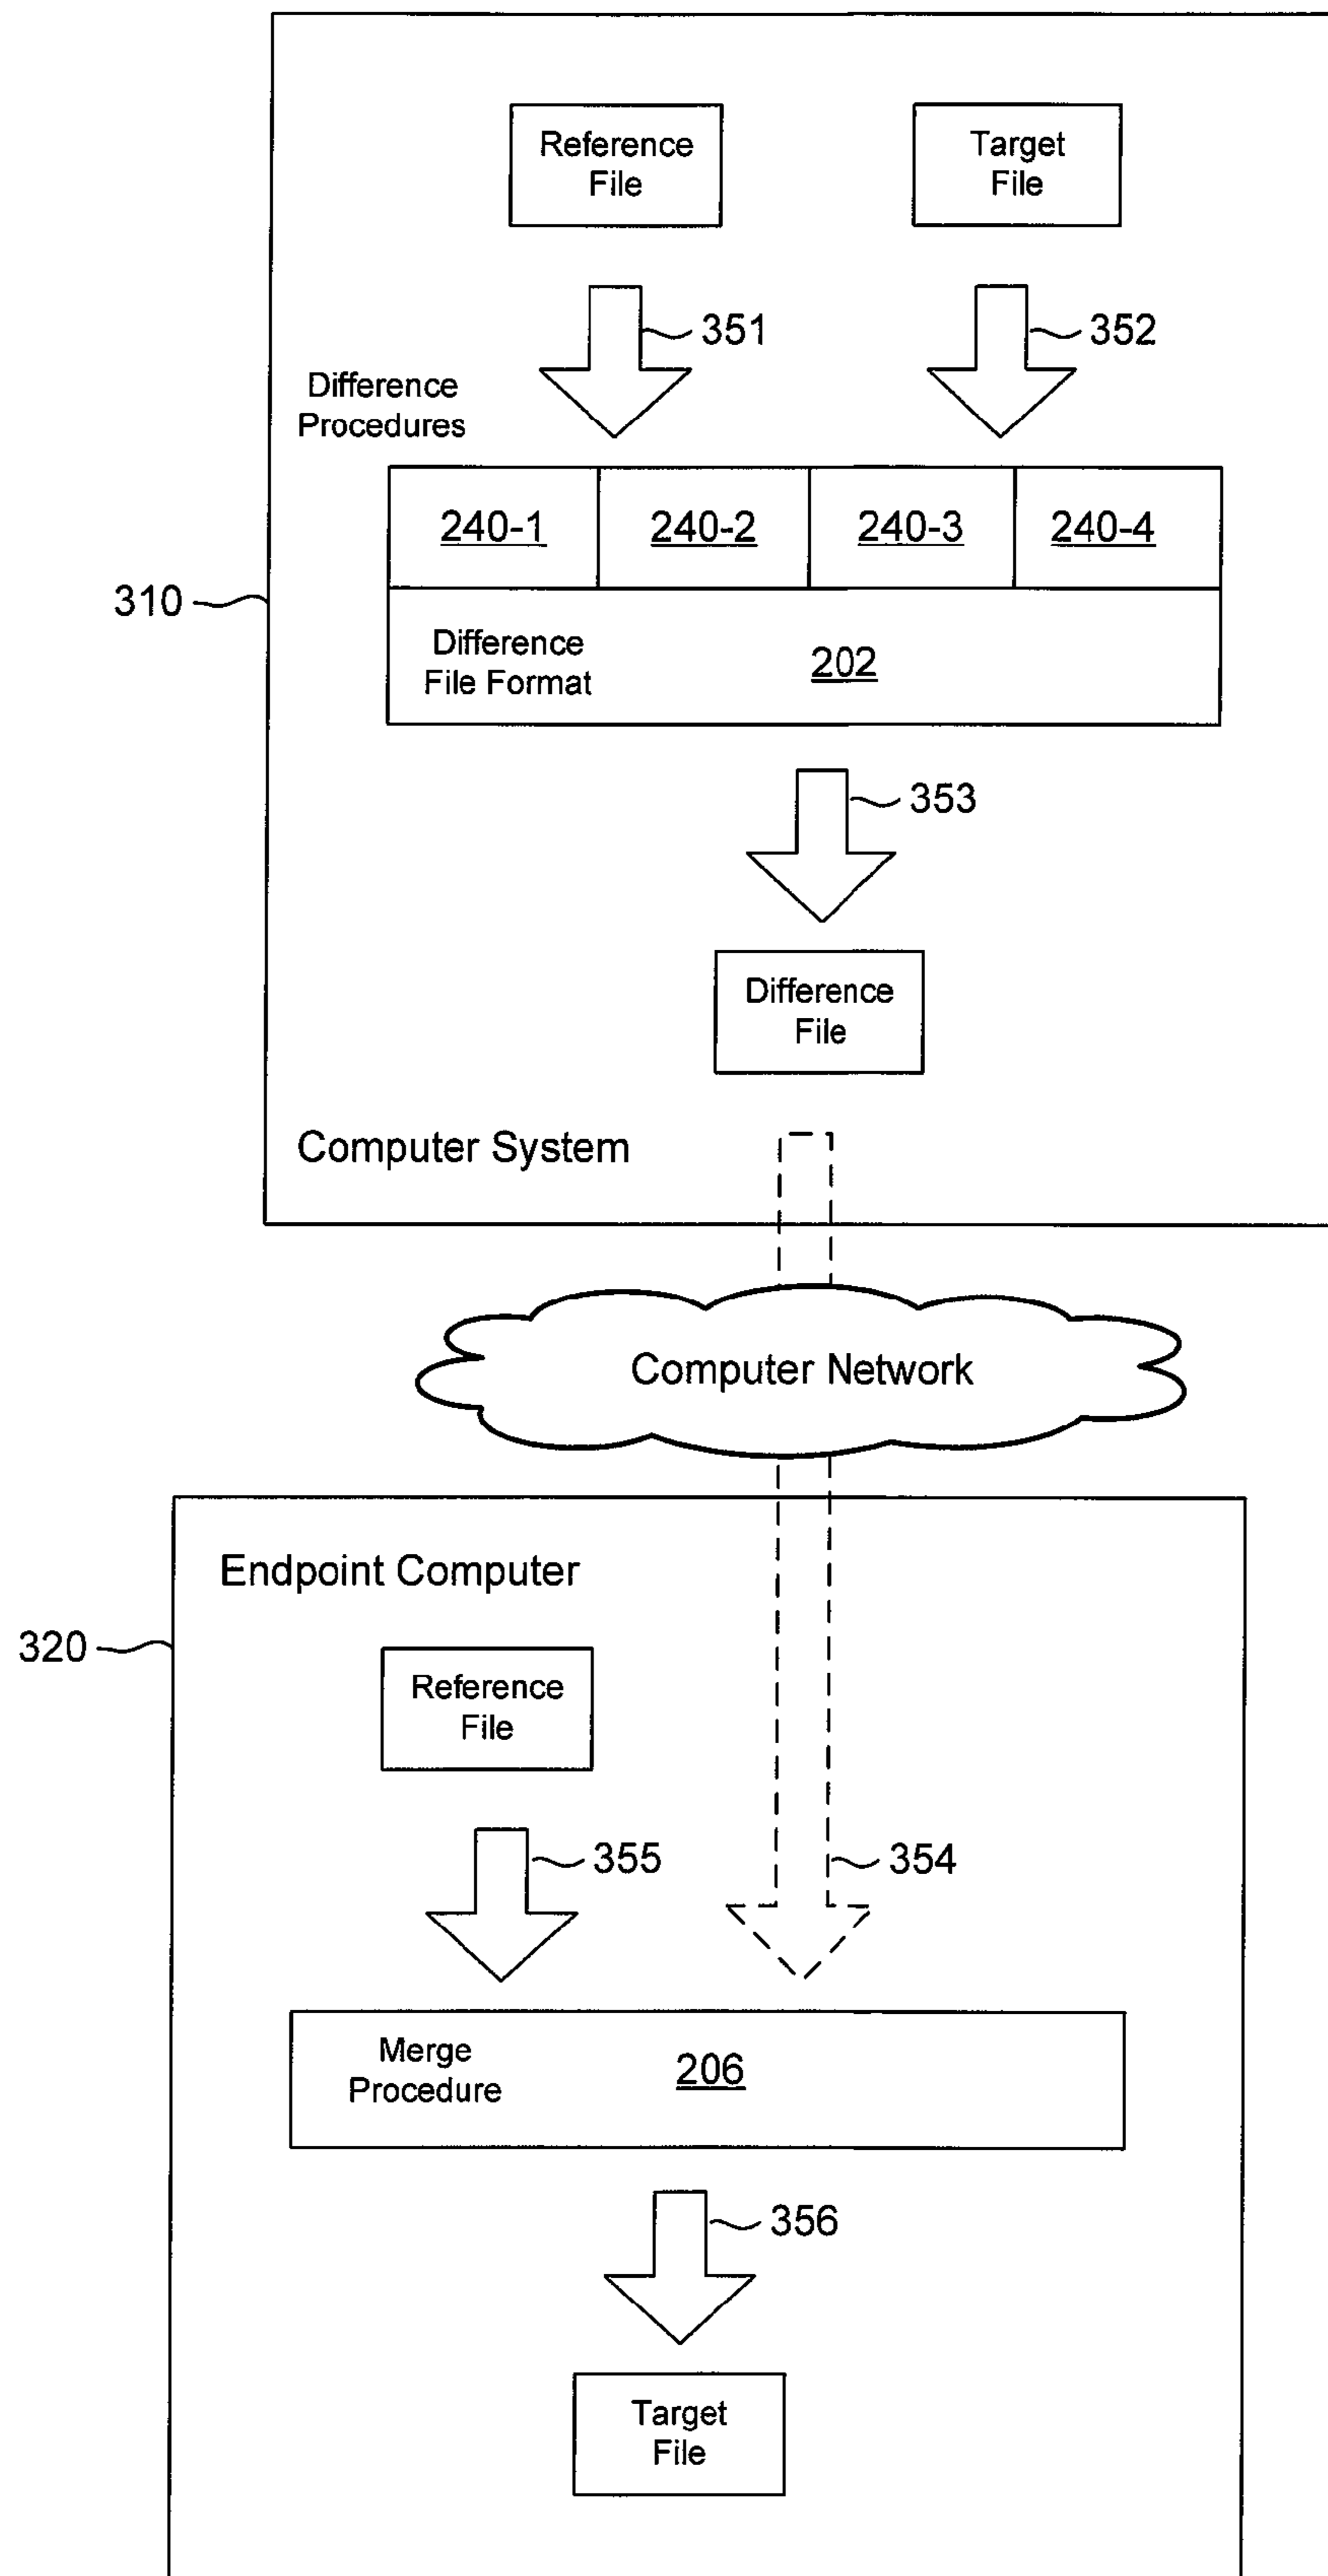 Reference
File
Target
File
351
352
Difference
Procedures
240-1 240-2 240-3 240-4
310
Difference
File Format
202
353
Difference
File
Computer System
Computer Network
Endpoint Computer
320
Reference
File
355
354
Merge
Procedure
206
356
Target
File